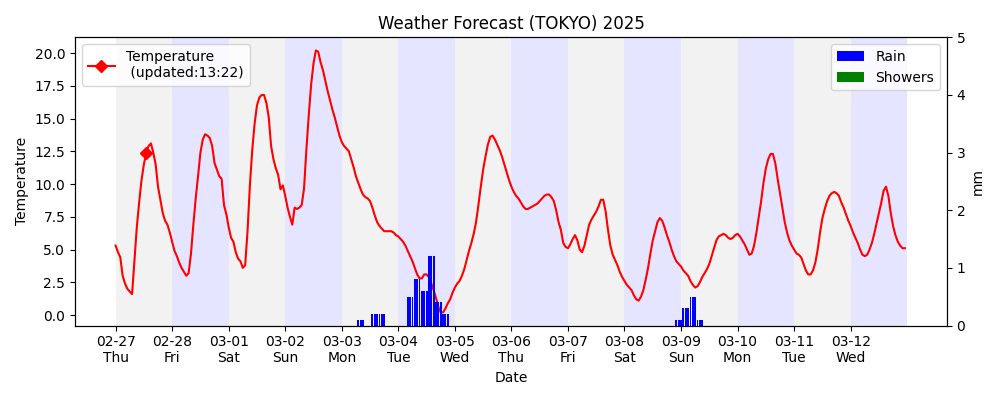 Weather Forecast (TOKYO) 2025
Temperature
(updated:13:22)
Rain
Showers
Temperature
20.0
17.5
15.0
12.5
10.0
7.5
5.0
2.5
0.0
5
4
3
2
1
0
mm
02-27 02-28 03-01 03-02 03-03 03-04 03-05 03-06 03-07 03-08 03-09 03-10 03-11 03-12
Thu Fri Sat Sun Mon Tue Wed Thu Fri Sat Sun Mon Tue Wed
Date